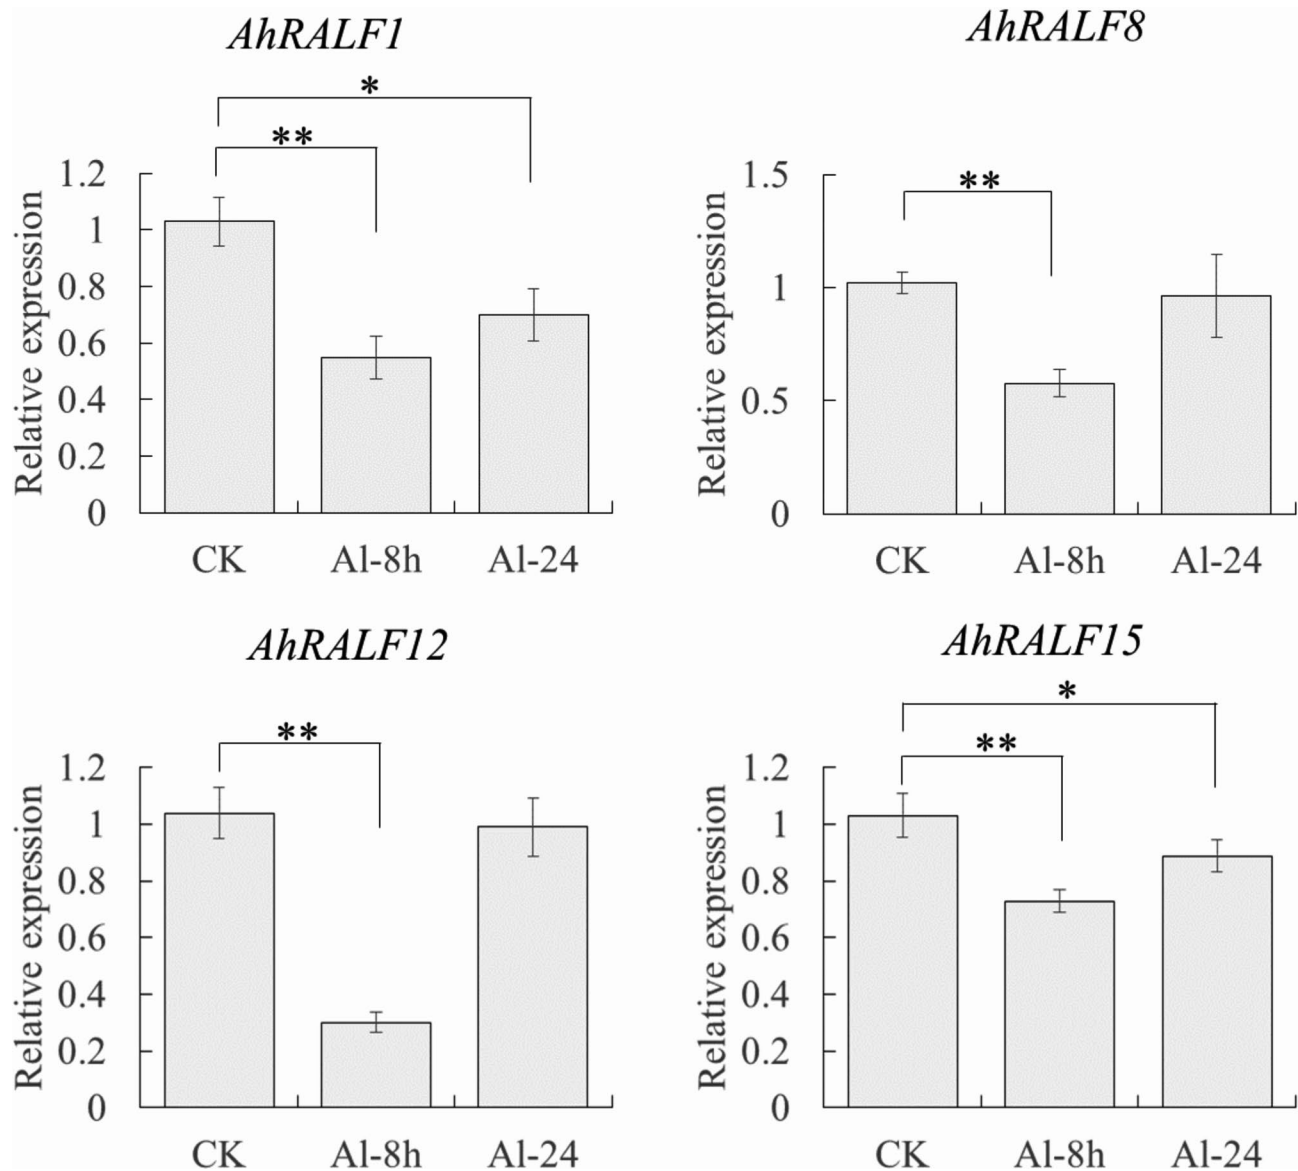 AhRALF1
*
**
1.2
1
0.8
0.6
0.4
0.2
0
Relative expression
CK Al-8h Al-24
AhRALF8
**
1.5
1
0.5
0
Relative expression
CK Al-8h Al-24
AhRALF12
**
1.2
1
0.8
0.6
0.4
0.2
0
Relative expression
CK Al-8h Al-24
AhRALF15
*
**
1.2
1
0.8
0.6
0.4
0.2
0
Relative expression
CK Al-8h Al-24